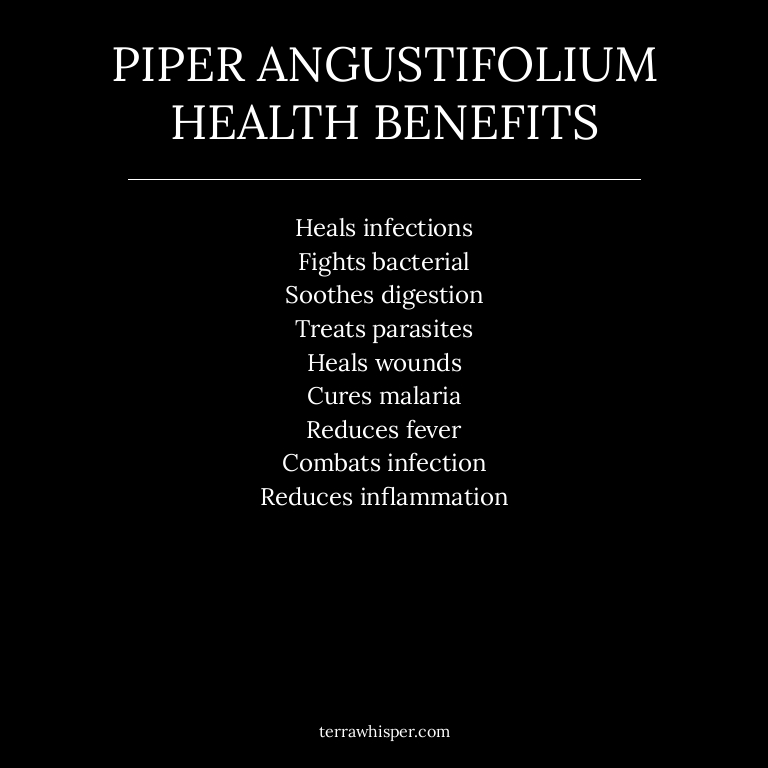 PIPER ANGUSTIFOLIUM
HEALTH BENEFITS
Heals infections
Fights bacterial
Soothes digestion
Treats parasites
Heals wounds
Cures malaria
Reduces fever
Combats infection
Reduces inflammation
terrawhisper.com